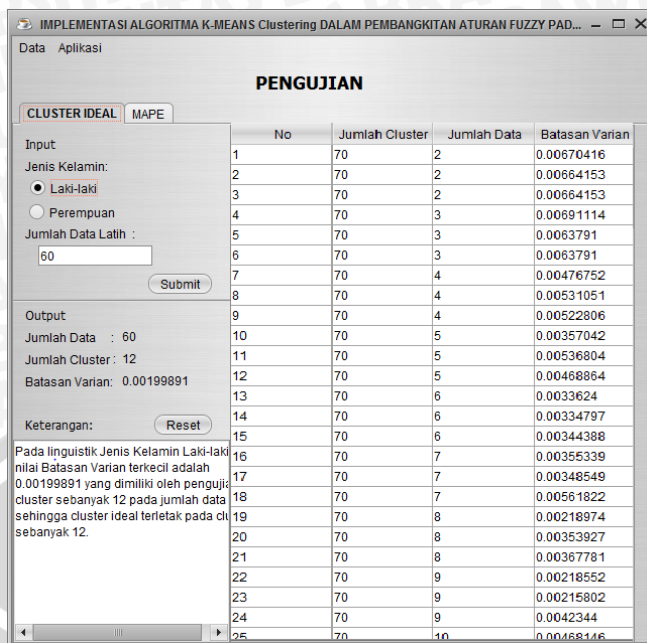 IMPLEMENTASI ALGORITMA K-MEANS Clustering DALAM PEMBANGKITAN ATURAN FUZZY PAD...
Data Aplikasi
PENGUJIAN
CLUSTER IDEAL MAPE
Input
Jenis Kelamin:
Laki-laki
Perempuan
Jumlah Data Latih :
60
Submit
Output
Jumlah Data : 60
Jumlah Cluster : 12
Batasan Varian: 0.00199891
Keterangan: Reset
Pada linguistik Jenis Kelamin Laki-laki
nilai Batasan Varian terkecil adalah
0.00199891 yang dimiliki oleh pengujia
cluster sebanyak 12 pada jumlah data
sehingga cluster ideal terletak pada clu
sebanyak 12.
No Jumlah Cluster Jumlah Data Batasan Varian
1 70 2 0.00670416
2 70 2 0.00664153
3 70 2 0.00664153
4 70 3 0.00691114
5 70 3 0.0063791
6 70 3 0.0063791
7 70 4 0.00476752
8 70 4 0.00531051
9 70 4 0.00522806
10 70 5 0.00357042
11 70 5 0.00536804
12 70 5 0.00468864
13 70 6 0.0033624
14 70 6 0.00334797
15 70 6 0.00344388
16 70 7 0.00355339
17 70 7 0.00348549
18 70 7 0.00561822
19 70 8 0.00218974
20 70 8 0.00353927
21 70 8 0.00367781
22 70 9 0.00218552
23 70 9 0.00215802
24 70 9 0.0042344
25 70 10 0.00468146